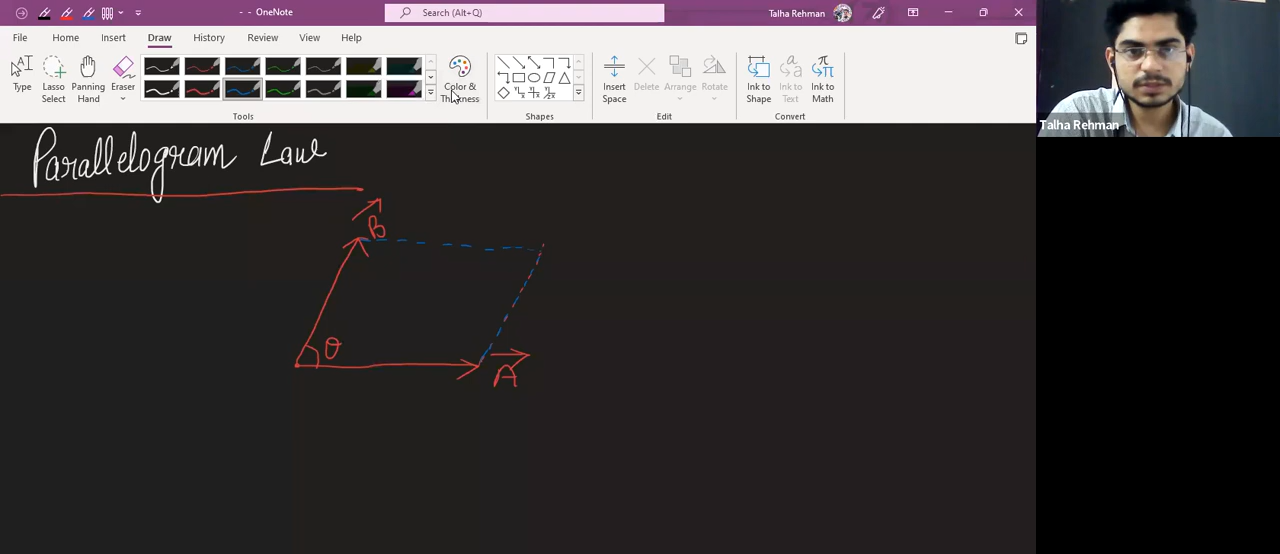 - - OneNote
Search (Alt+Q)
Talha Rehman
File Home Insert Draw History Review View Help
Type
Lasso Select
Panning Hand
Eraser
Color & Thickness
Insert Space
Delete
Arrange
Rotate
Ink to Shape
Ink to Text
Ink to Math
Tools
Shapes
Edit
Convert
Talha Rehman
Parallelogram Law
B
θ
A